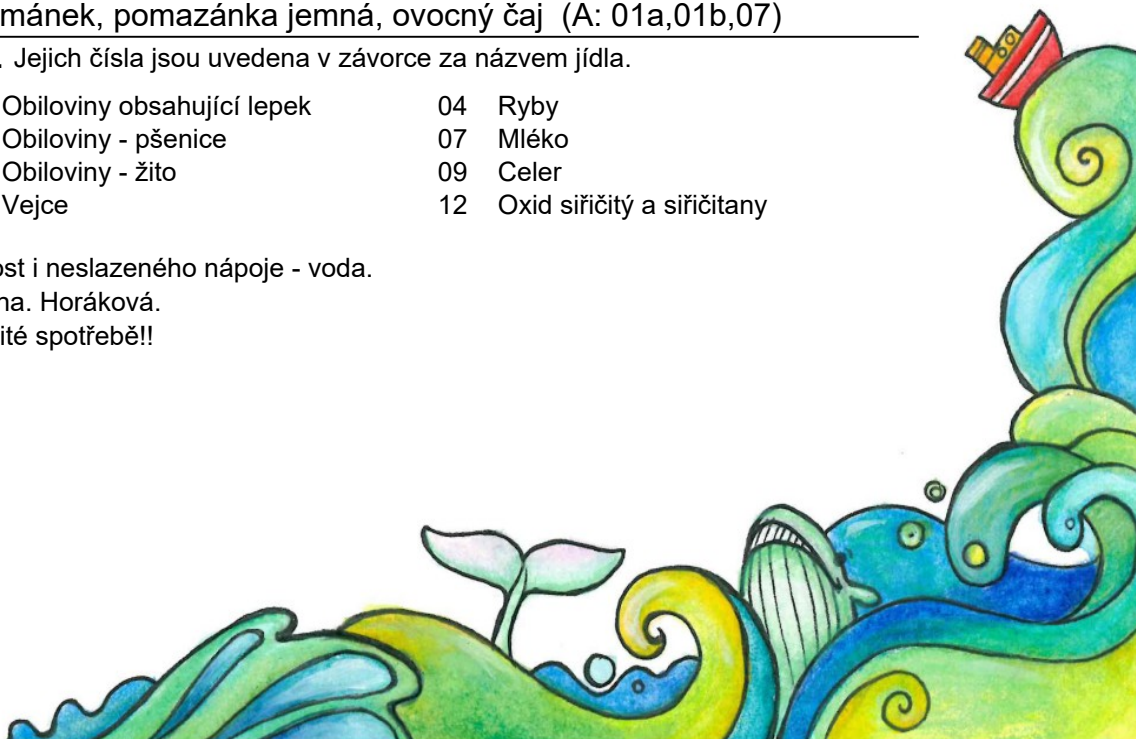 mánek, pomazánka jemná, ovocný čaj (A: 01a,01b,07)
. Jejich čísla jsou uvedena v závorce za názvem jídla.
Obiloviny obsahující lepek 04 Ryby
Obiloviny - pšenice 07 Mléko
Obiloviny - žito 09 Celer
Vejce 12 Oxid siřičitý a siřičitany
ost i neslazeného nápoje - voda.
na. Horáková.
ité spotřebě!!